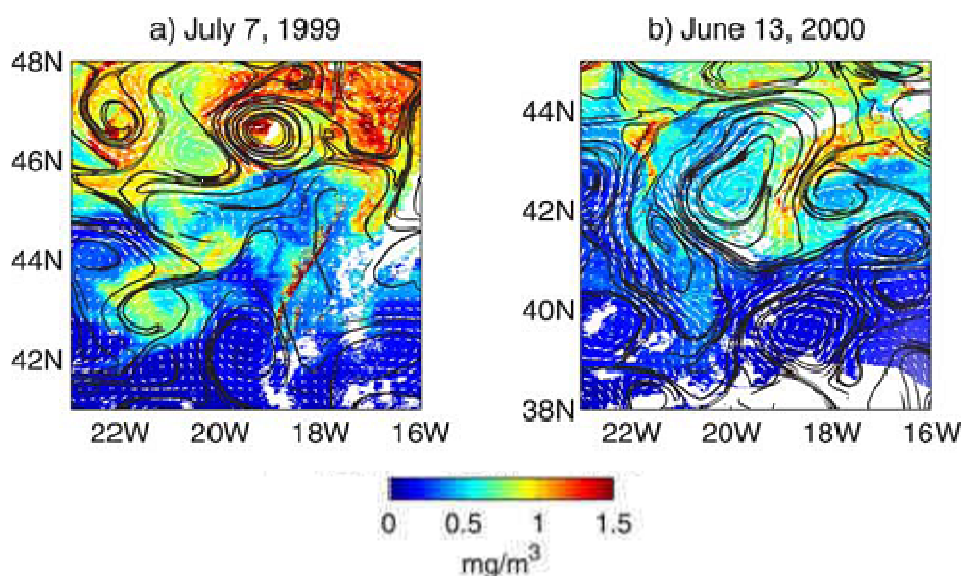 a) July 7, 1999
b) June 13, 2000
48N
46N
44N
42N
22W 20W 18W 16W
44N
42N
40N
38N
22W 20W 18W 16W
0 0.5 1 1.5
mg/m³